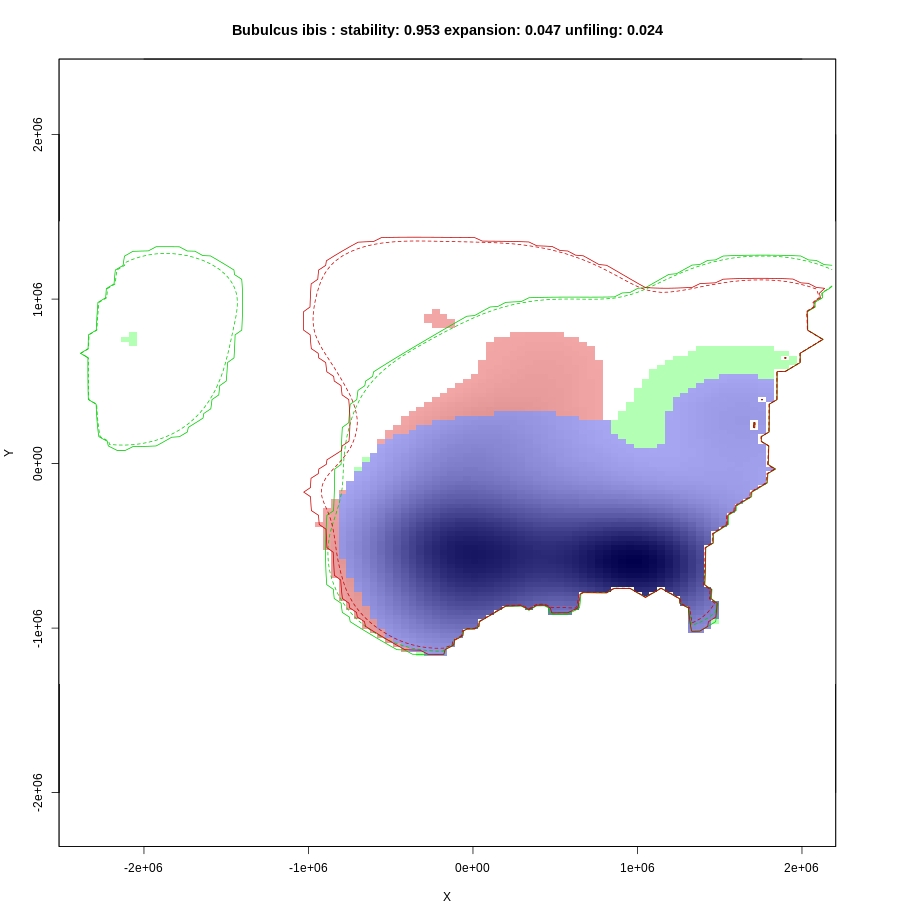 Bubulcus ibis : stability: 0.953 expansion: 0.047 unfiling: 0.024
2e+06
1e+06
0e+00
-1e+06
-2e+06
Y
-2e+06 -1e+06 0e+00 1e+06 2e+06
X